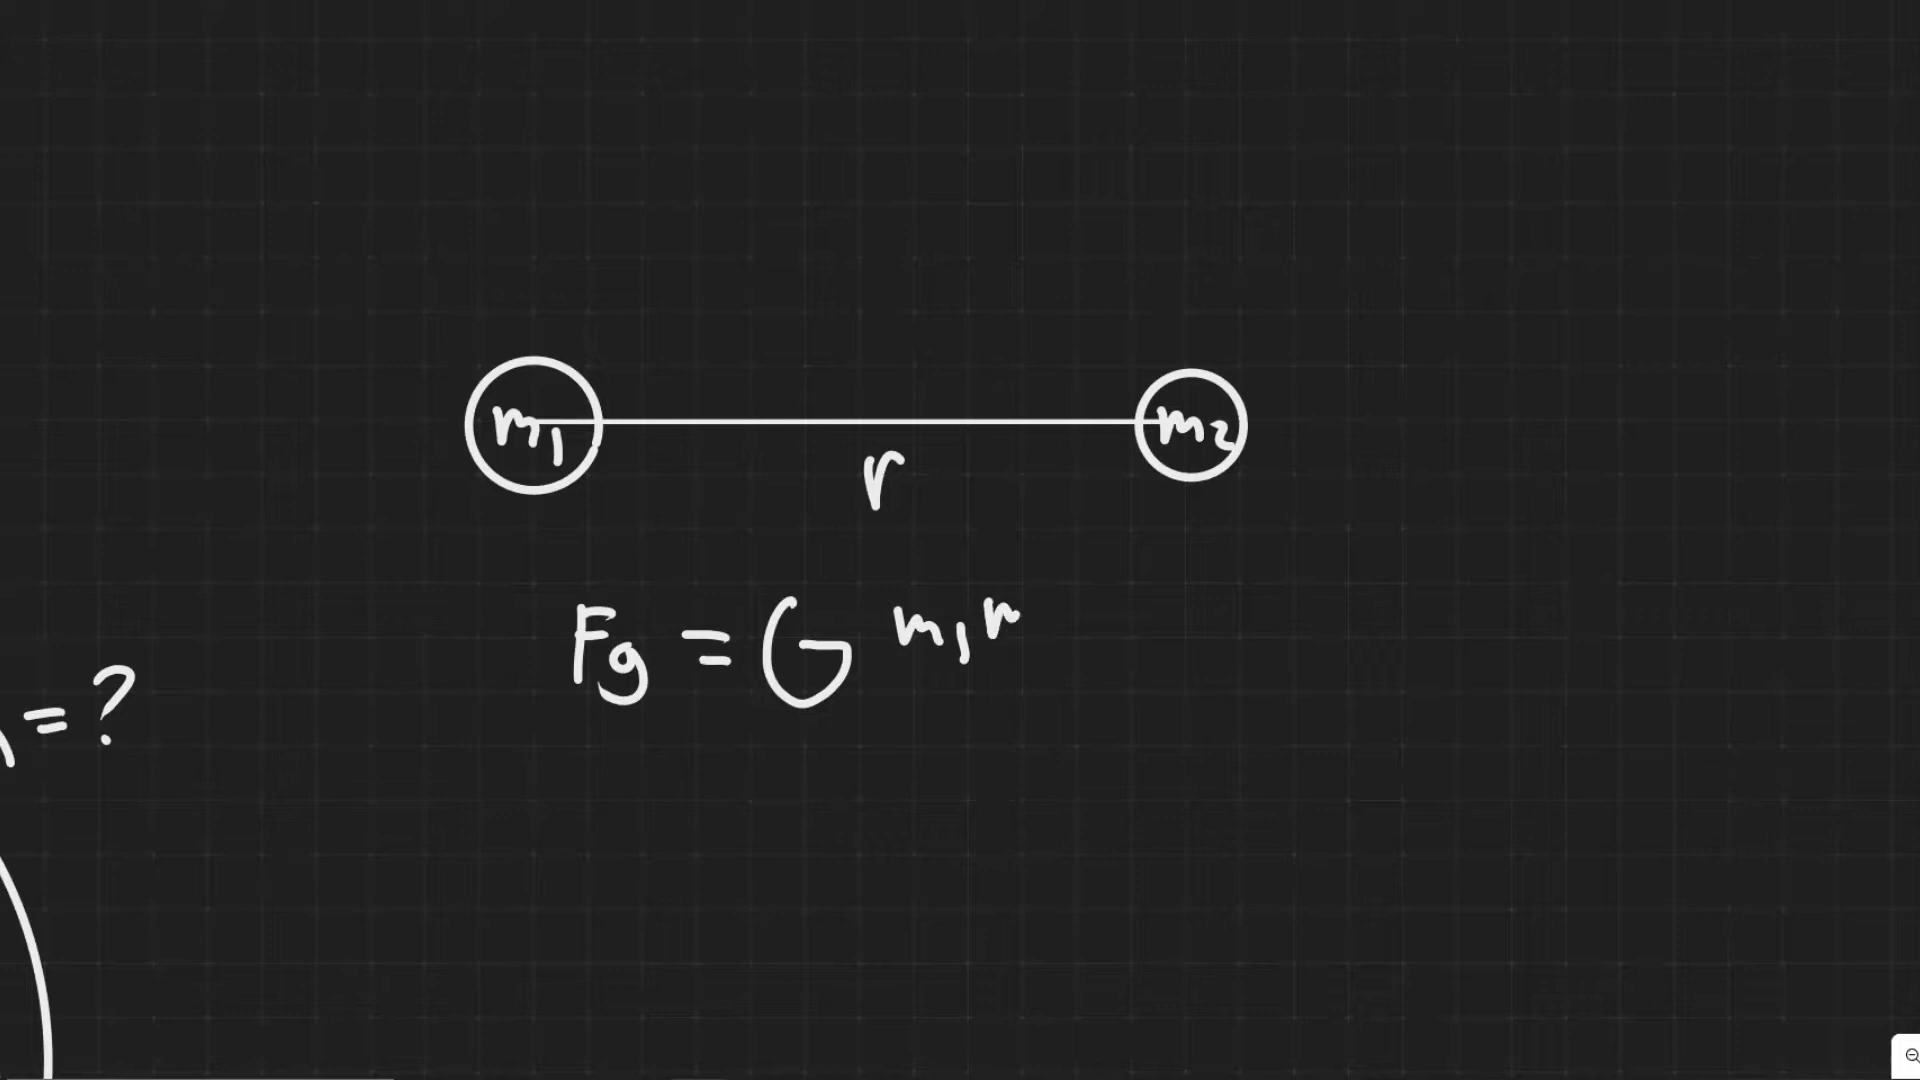 m₁ m₂
r
Fg = G m₁m
= ?